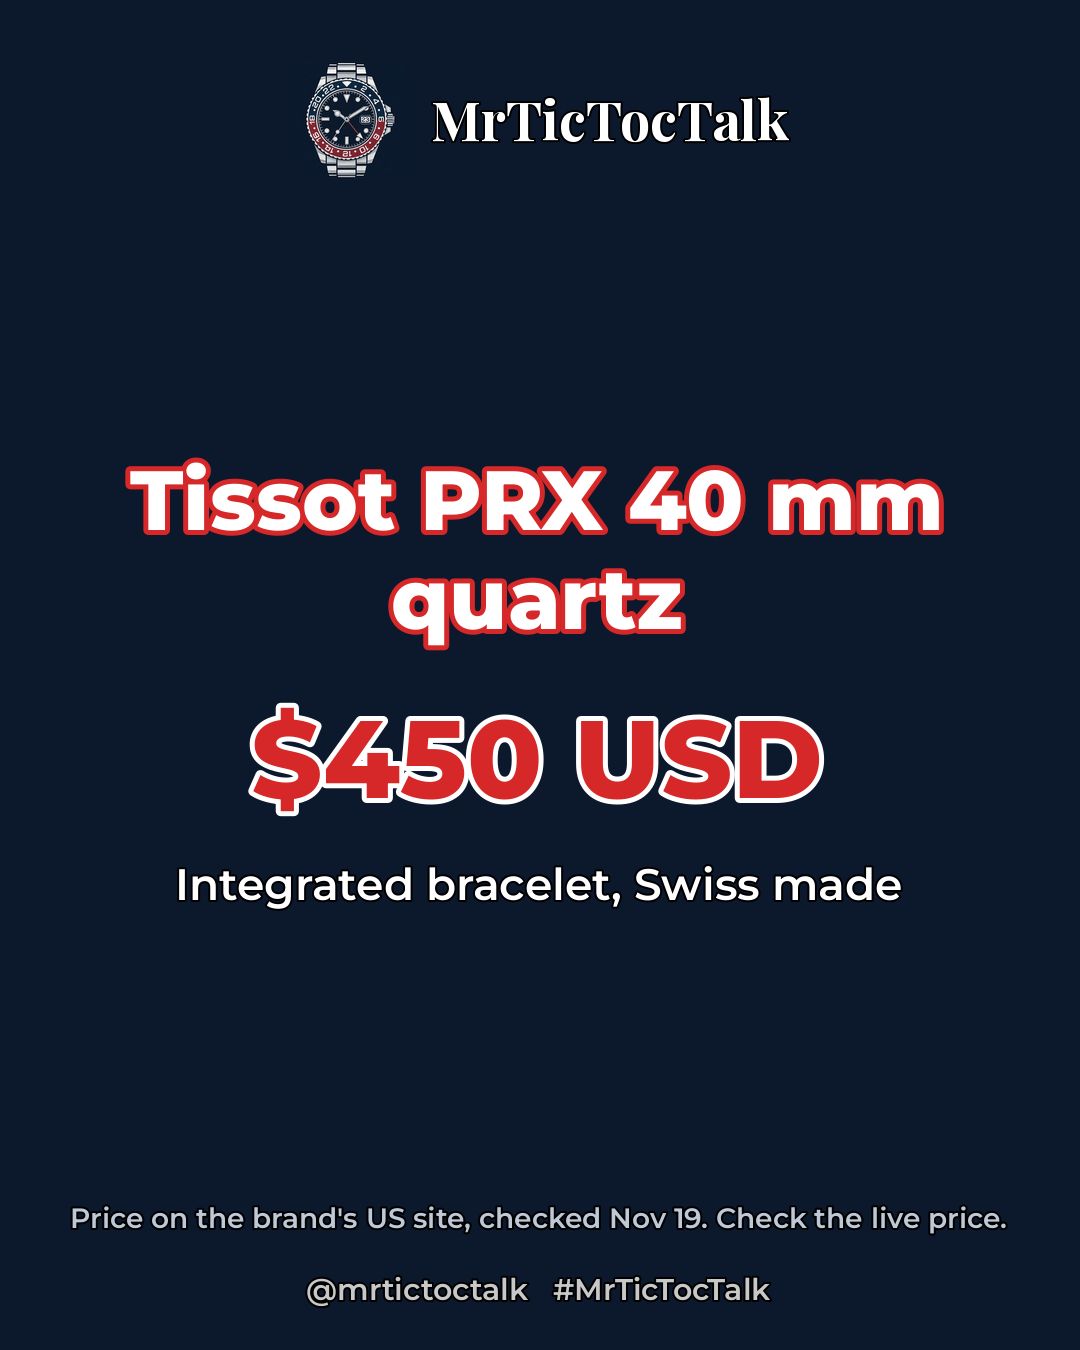 MrTicTocTalk
Tissot PRX 40 mm
quartz
$450 USD
Integrated bracelet, Swiss made
Price on the brand's US site, checked Nov 19. Check the live price.
@mrtictoctalk #MrTicTocTalk